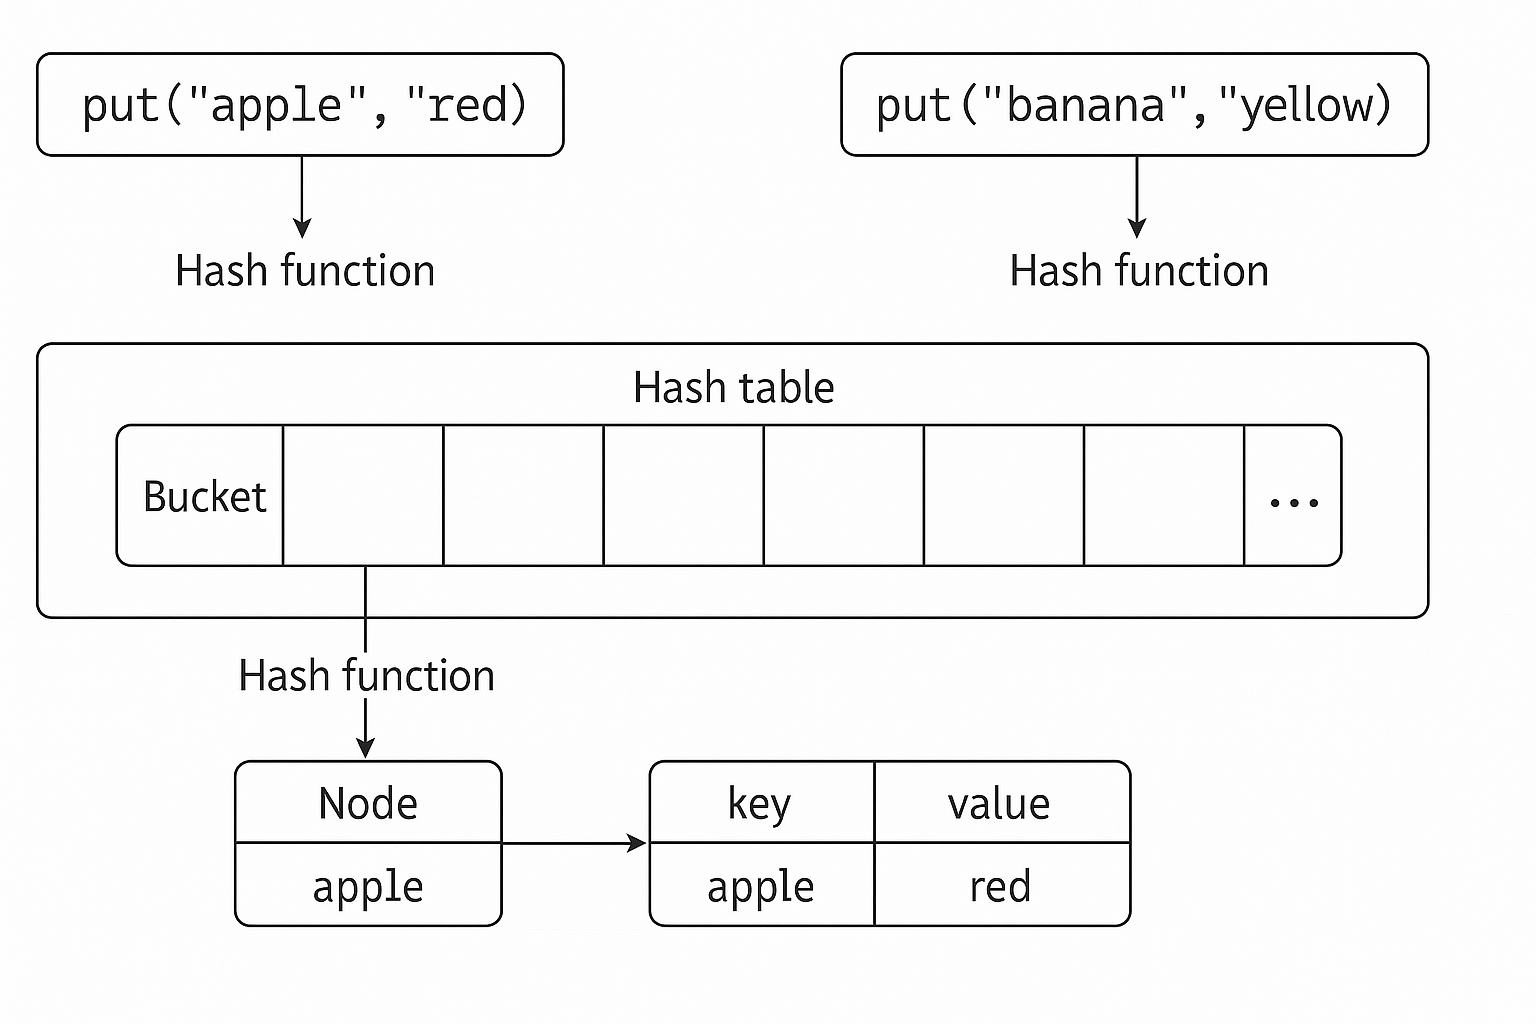 put("apple", "red)
put("banana", "yellow)
Hash function
Hash function
Hash table
Bucket
...
Hash function
Node
key
value
apple
apple
red